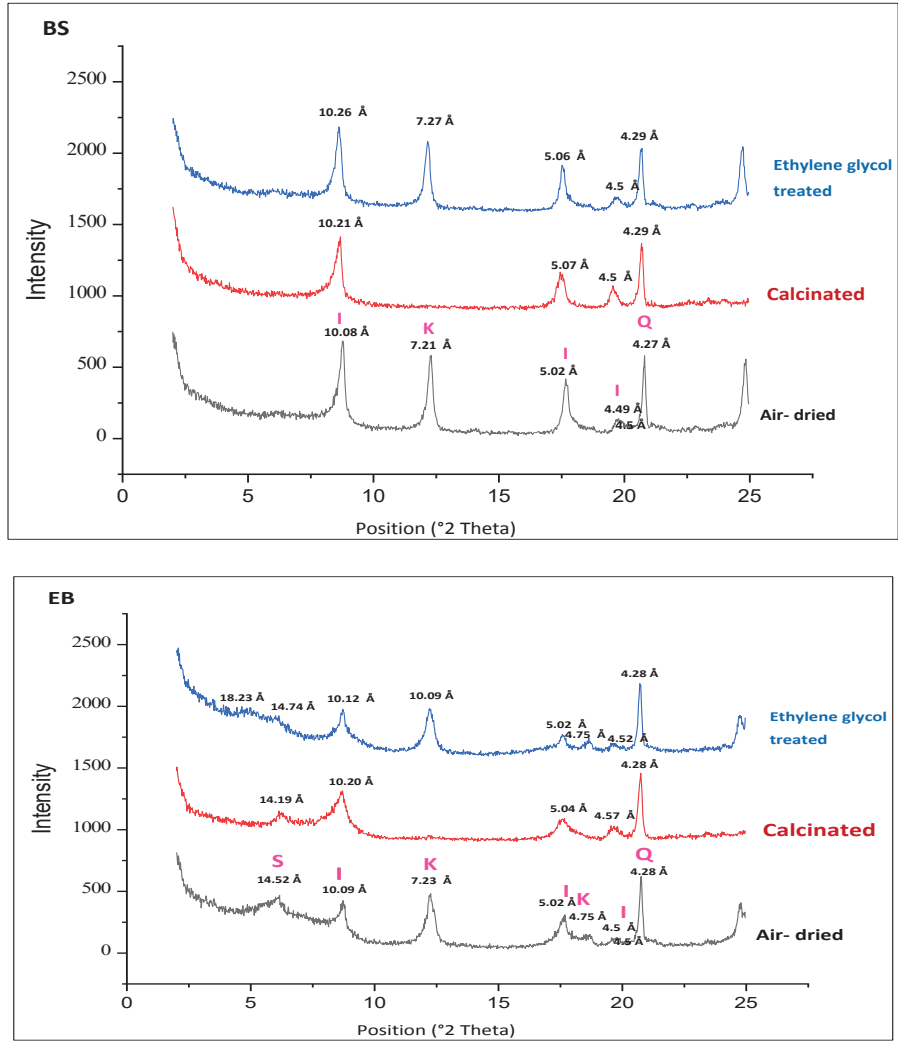 BS
2500
2000
1500
1000
500
0
Intensity
10.26 Å
7.27 Å
5.06 Å
4.5 Å
4.29 Å
Ethylene glycol
treated
10.21 Å
5.07 Å
4.5 Å
4.29 Å
Calcinated
I
10.08 Å
K
7.21 Å
I
5.02 Å
I
4.49 Å
4.5 Å
Q
4.27 Å
Air- dried
0
5
10
15
20
25
Position (°2 Theta)
EB
2500
2000
1500
1000
500
0
Intensity
18.23 Å
14.74 Å
10.12 Å
10.09 Å
5.02 Å
4.75 Å
4.52 Å
4.28 Å
Ethylene glycol
treated
14.19 Å
10.20 Å
5.04 Å
4.57 Å
4.28 Å
Calcinated
S
14.52 Å
I
10.09 Å
K
7.23 Å
I
5.02 Å
K
4.75 Å
I
4.5 Å
4.5 Å
Q
4.28 Å
Air- dried
0
5
10
15
20
25
Position (°2 Theta)